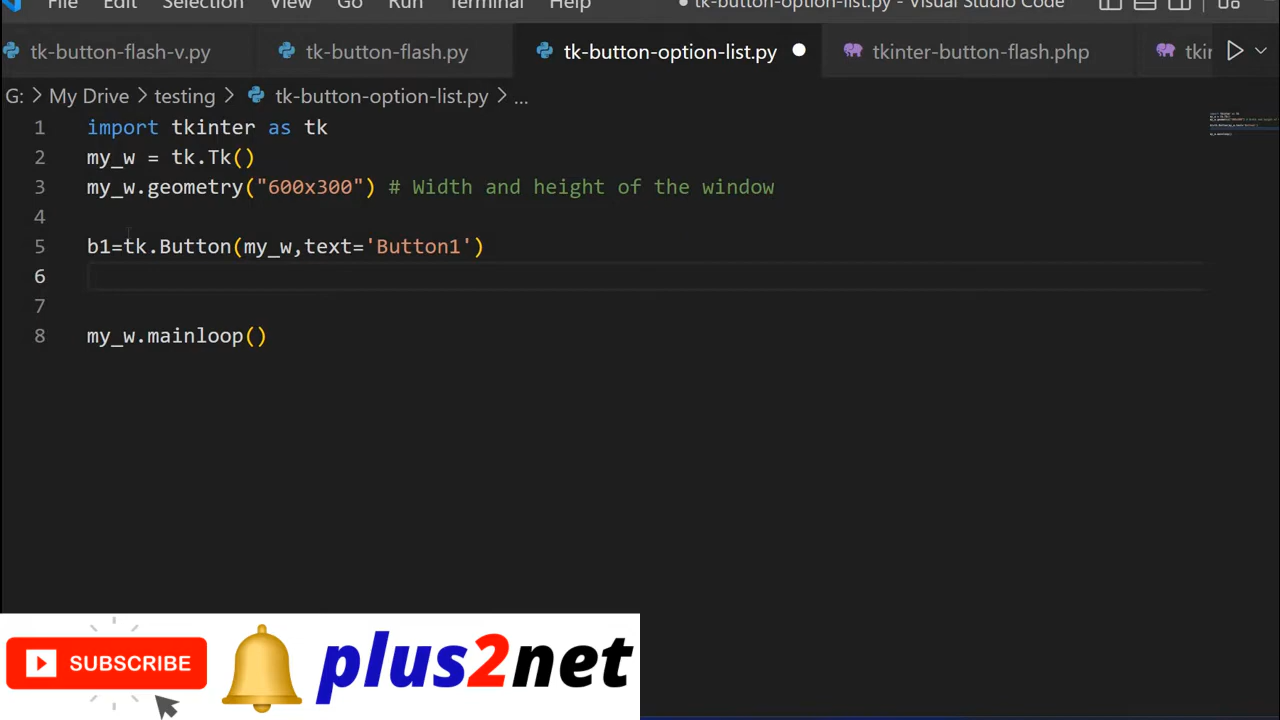 File Edit Selection View Go Run Terminal Help ● tk-button-option-list.py - Visual Studio Code
tk-button-flash-v.py tk-button-flash.py tk-button-option-list.py ● tkinter-button-flash.php
G: > My Drive > testing > tk-button-option-list.py > ...
1 import tkinter as tk
2 my_w = tk.Tk()
3 my_w.geometry("600x300") # Width and height of the window
4
5 b1=tk.Button(my_w,text='Button1')
6
7
8 my_w.mainloop()
SUBSCRIBE plus2net